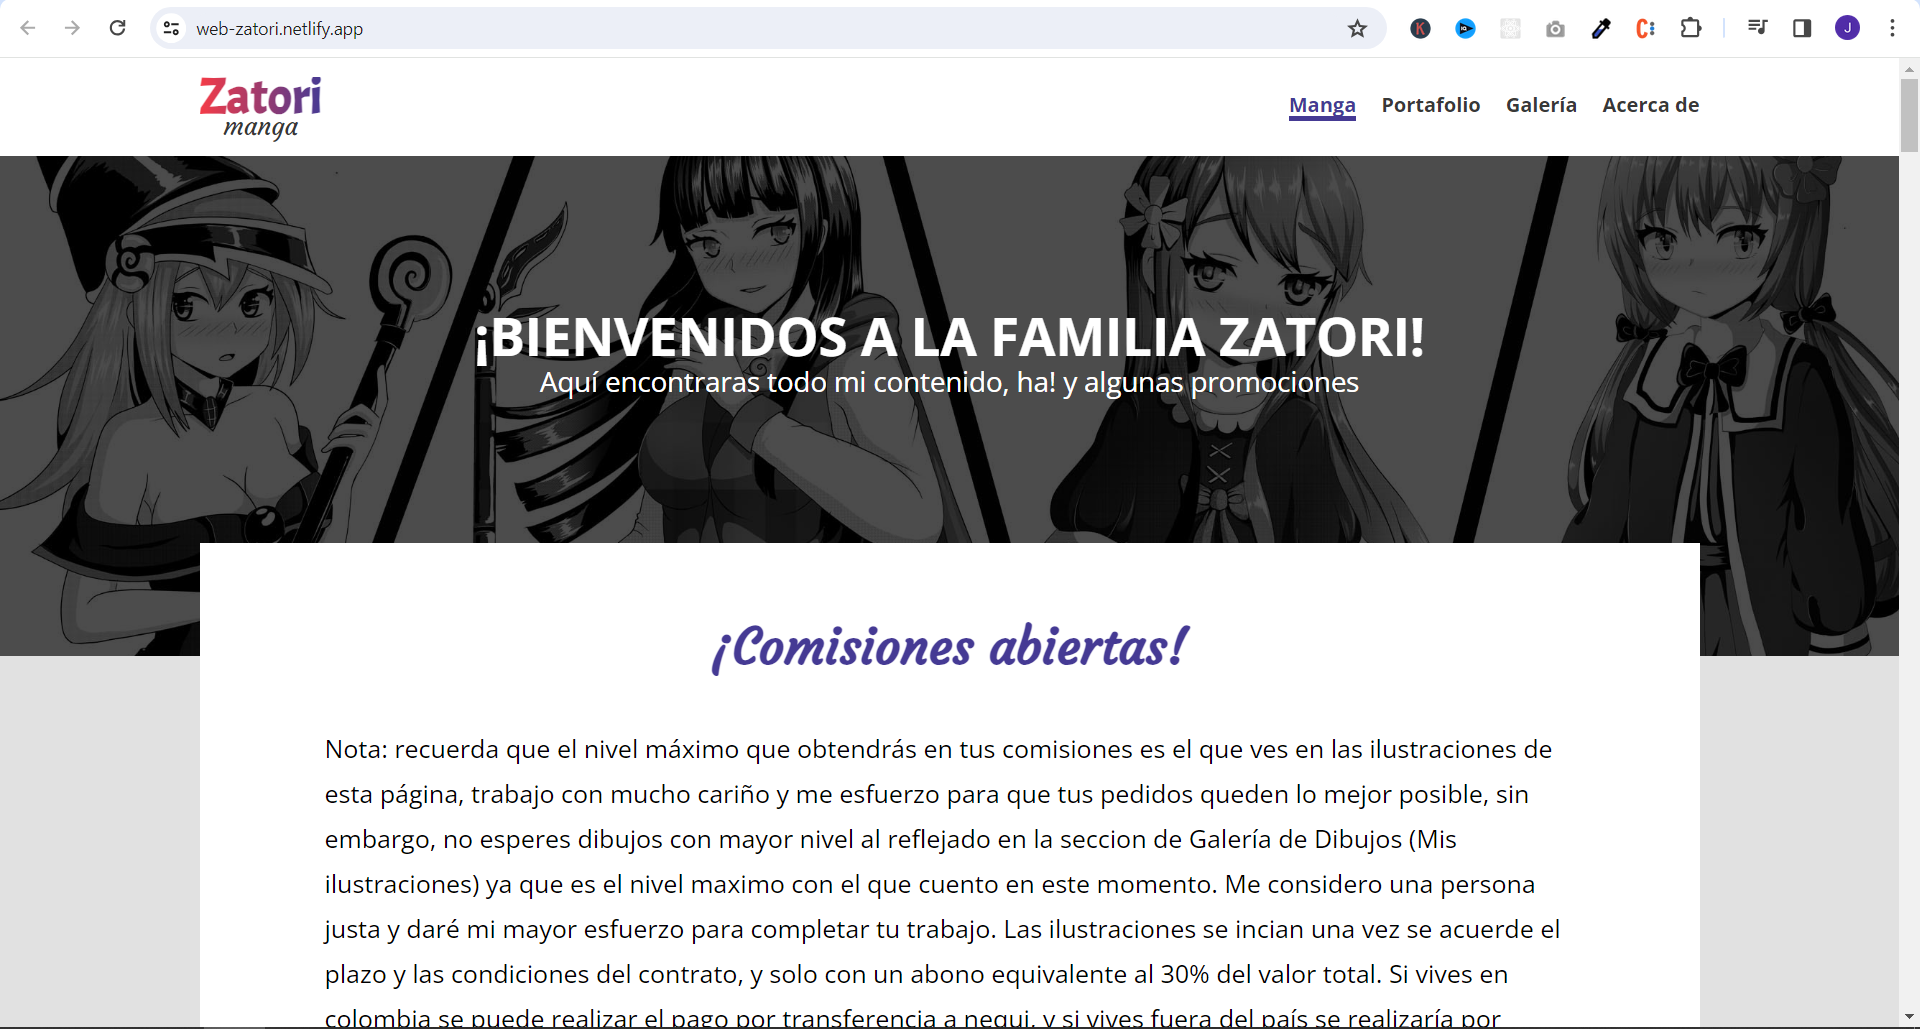 web-zatori.netlify.app
K
C
J
Zatori
manga
Manga Portafolio Galería Acerca de
¡BIENVENIDOS A LA FAMILIA ZATORI!
Aquí encontraras todo mi contenido, ha! y algunas promociones
¡Comisiones abiertas!
Nota: recuerda que el nivel máximo que obtendrás en tus comisiones es el que ves en las ilustraciones de
esta página, trabajo con mucho cariño y me esfuerzo para que tus pedidos queden lo mejor posible, sin
embargo, no esperes dibujos con mayor nivel al reflejado en la seccion de Galería de Dibujos (Mis
ilustraciones) ya que es el nivel maximo con el que cuento en este momento. Me considero una persona
justa y daré mi mayor esfuerzo para completar tu trabajo. Las ilustraciones se incian una vez se acuerde el
plazo y las condiciones del contrato, y solo con un abono equivalente al 30% del valor total. Si vives en
colombia se puede realizar el pago por transferencia a nequi, y si vives fuera del país se realizaría por